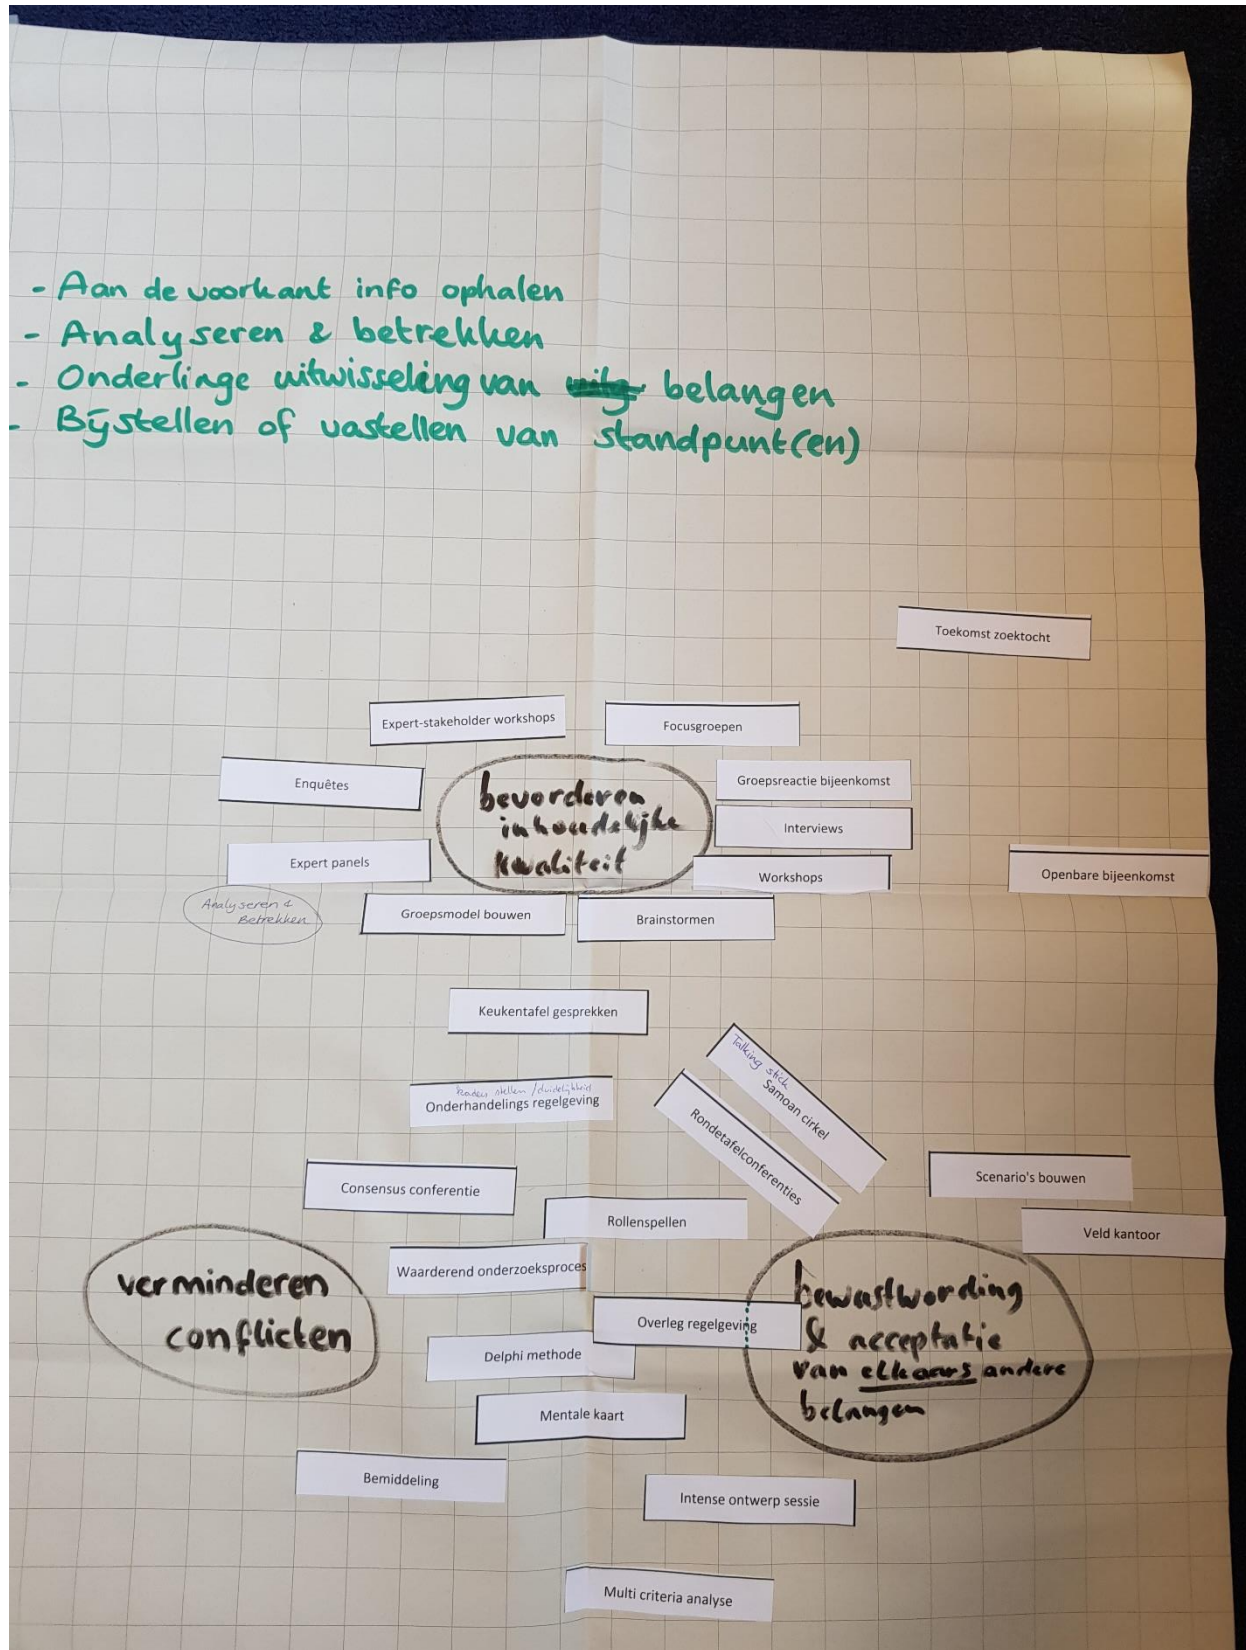 - Aan de voorkant info ophalen
- Analyseren & betrekken
- Onderlinge uitwisseling van belangen
- Bijstellen of vastellen van standpunt(en)
Toekomst zoektocht
Expert-stakeholder workshops
Focusgroepen
Enquêtes
bevorderen
inhoudelijke
kwaliteit
Groepsreactie bijeenkomst
Interviews
Expert panels
Workshops
Openbare bijeenkomst
Analyseren &
Betrekken
Groepsmodel bouwen
Brainstormen
Keukentafel gesprekken
Talking stick
Samoan cirkel
kaders stellen / duidelijkheid
Onderhandelings regelgeving
Rondetafelconferenties
Consensus conferentie
Scenario's bouwen
Rollenspellen
Veld kantoor
verminderen
conflicten
Waarderend onderzoeksproces
bewastwording
& acceptatie
van elkaars andere
belangen
Overleg regelgeving
Delphi methode
Mentale kaart
Bemiddeling
Intense ontwerp sessie
Multi criteria analyse